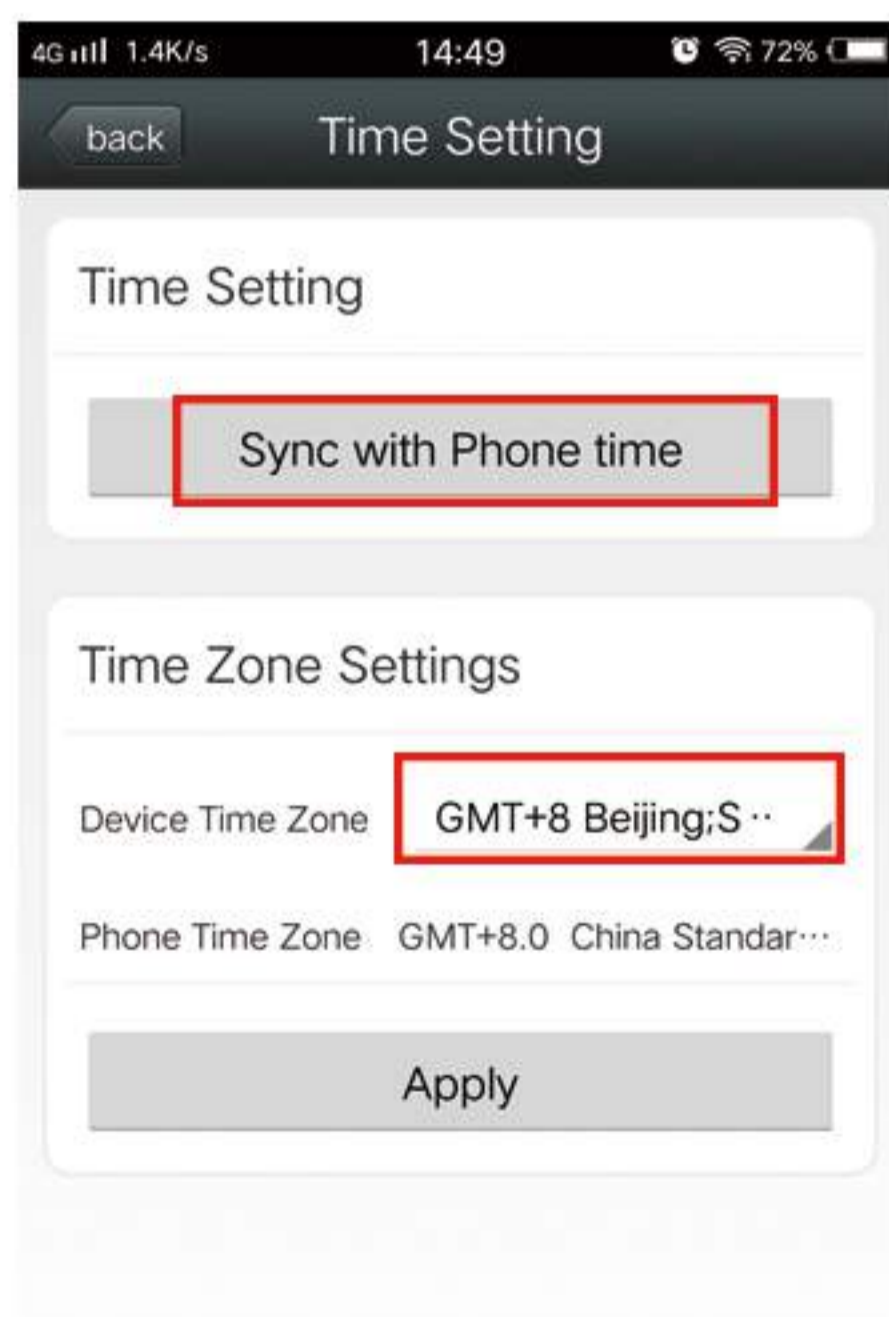 4G 1.4K/s 14:49 72%
back Time Setting
Time Setting
Sync with Phone time
Time Zone Settings
Device Time Zone GMT+8 Beijing;S ··
Phone Time Zone GMT+8.0 China Standar···
Apply